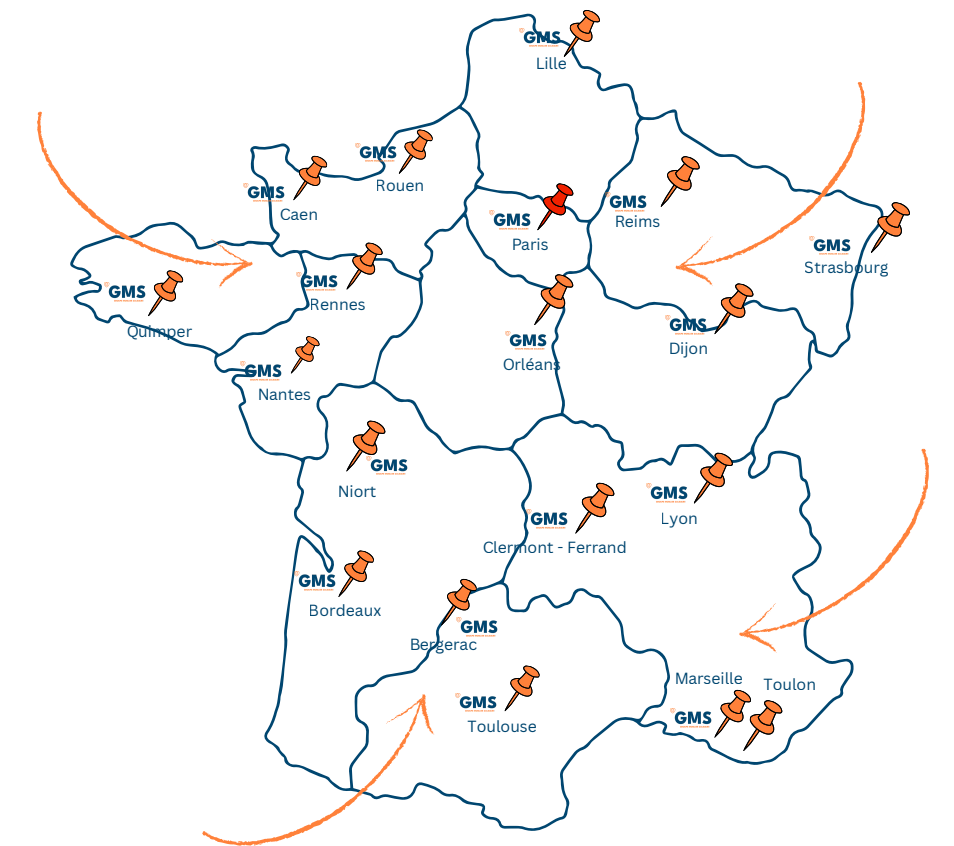 GMS
Lille
GMS
Rouen
GMS
Caen
GMS
Paris
GMS
Reims
GMS
Strasbourg
GMS
Quimper
GMS
Rennes
GMS
Orléans
GMS
Dijon
GMS
Nantes
GMS
Niort
GMS
Lyon
GMS
Clermont - Ferrand
GMS
Bordeaux
GMS
Bergerac
GMS
Toulouse
Marseille
Toulon
GMS